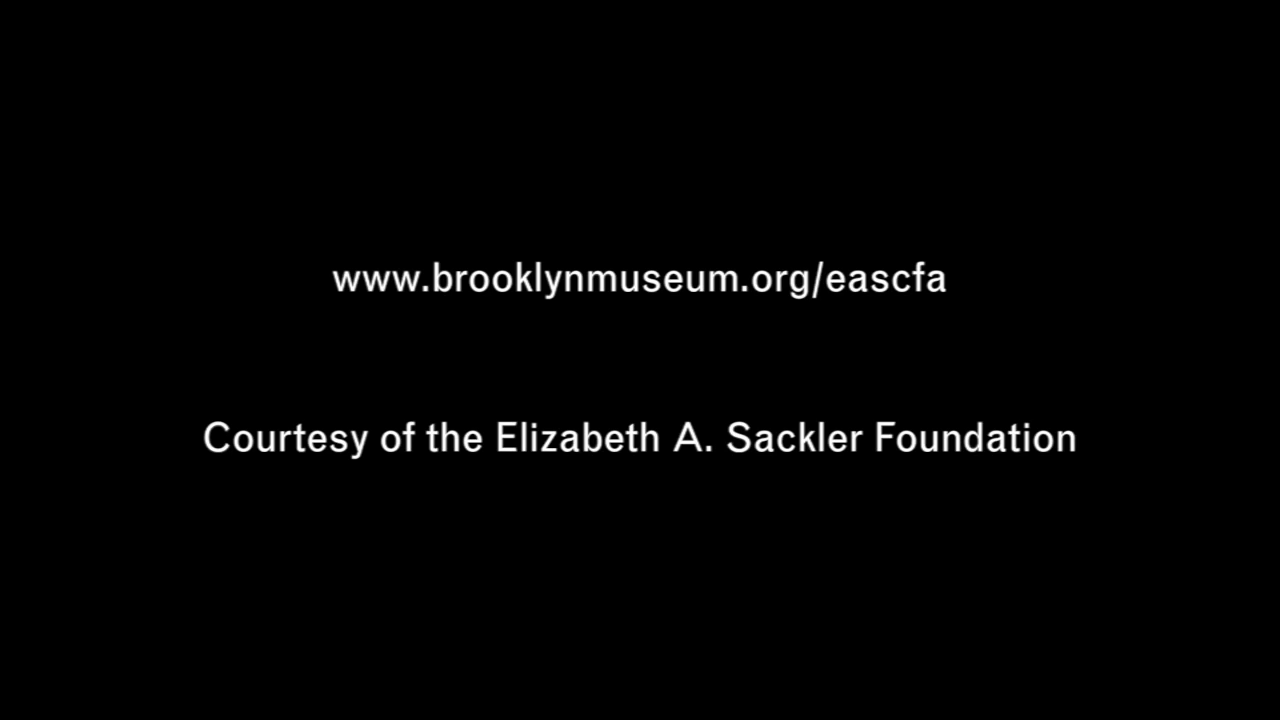 www.brooklynmuseum.org/eascfa
Courtesy of the Elizabeth A. Sackler Foundation